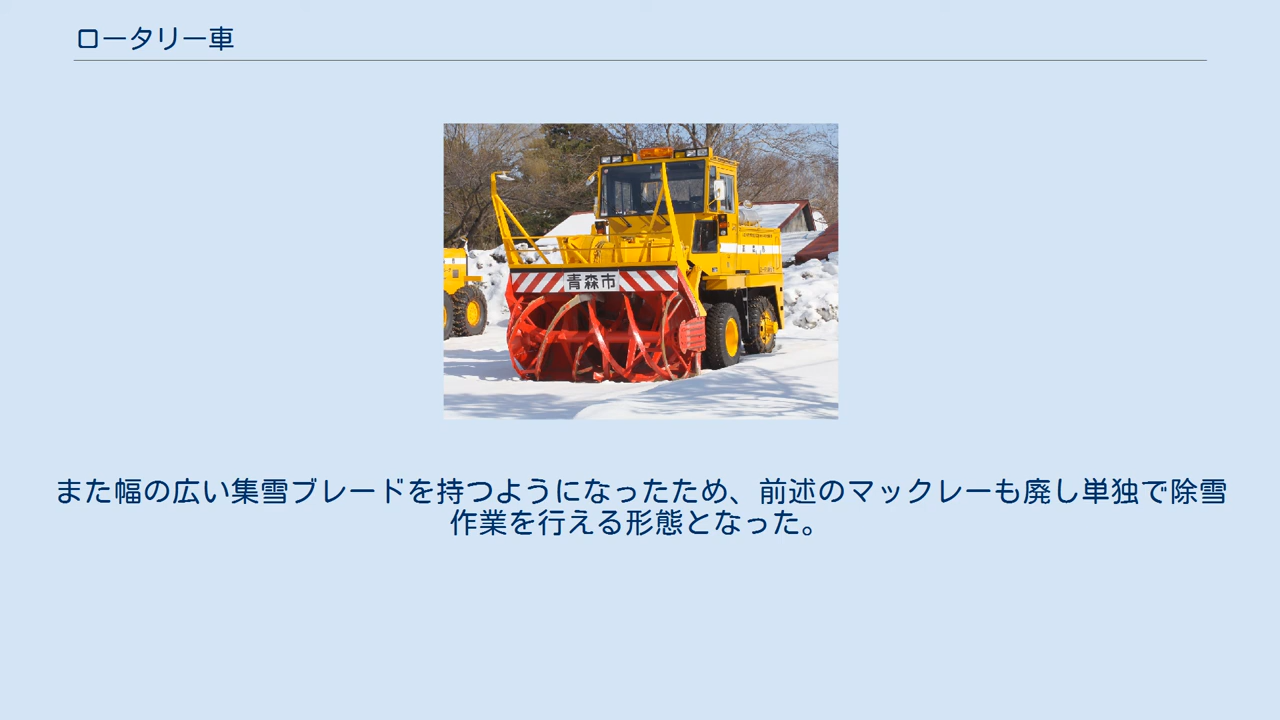 ロータリー車
青森市
また幅の広い集雪ブレードを持つようになったため、前述のマックレーも廃し単独で除雪
作業を行える形態となった。